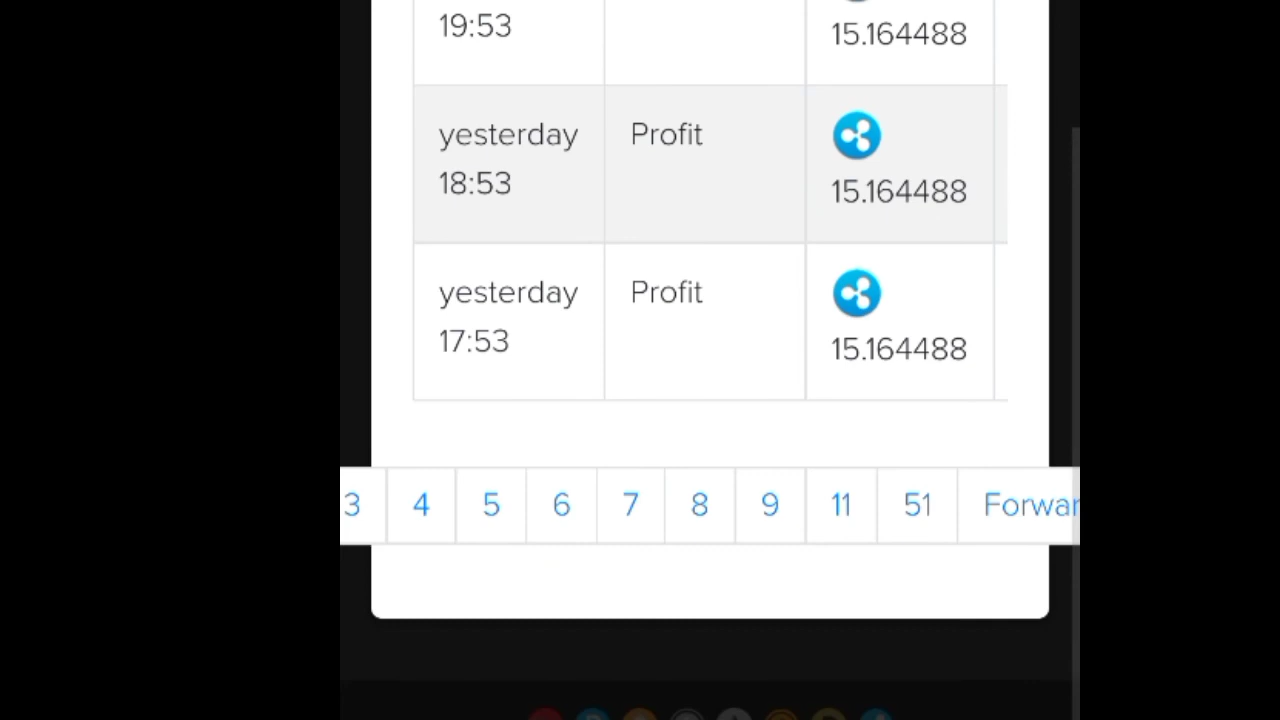 19:53
15.164488
yesterday
18:53
Profit
15.164488
yesterday
17:53
Profit
15.164488
3 4 5 6 7 8 9 11 51 Forwar